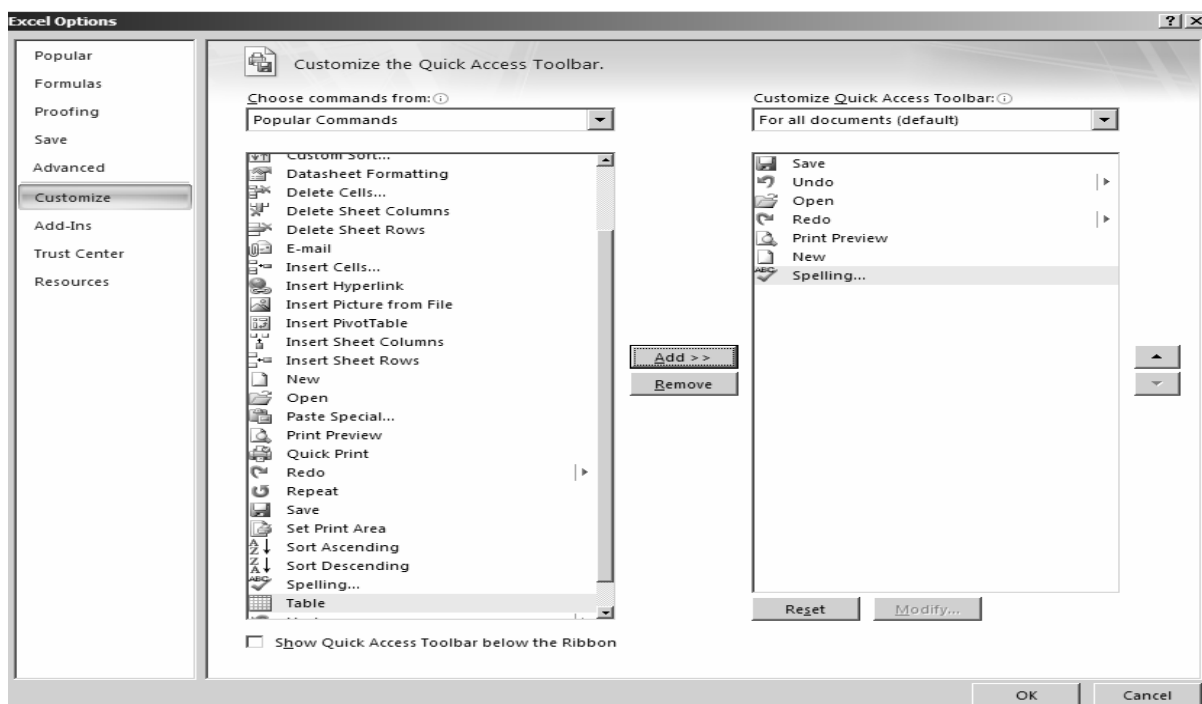 Excel Options
Popular
Formulas
Proofing
Save
Advanced
Customize
Add-Ins
Trust Center
Resources
Customize the Quick Access Toolbar.
Choose commands from:
Popular Commands
Custom Sort...
Datasheet Formatting
Delete Cells...
Delete Sheet Columns
Delete Sheet Rows
E-mail
Insert Cells...
Insert Hyperlink
Insert Picture from File
Insert PivotTable
Insert Sheet Columns
Insert Sheet Rows
New
Open
Paste Special...
Print Preview
Quick Print
Redo
Repeat
Save
Set Print Area
Sort Ascending
Sort Descending
Spelling...
Table
Show Quick Access Toolbar below the Ribbon
Add >>
Remove
Customize Quick Access Toolbar:
For all documents (default)
Save
Undo
Open
Redo
Print Preview
New
Spelling...
Reset
Modify...
OK
Cancel